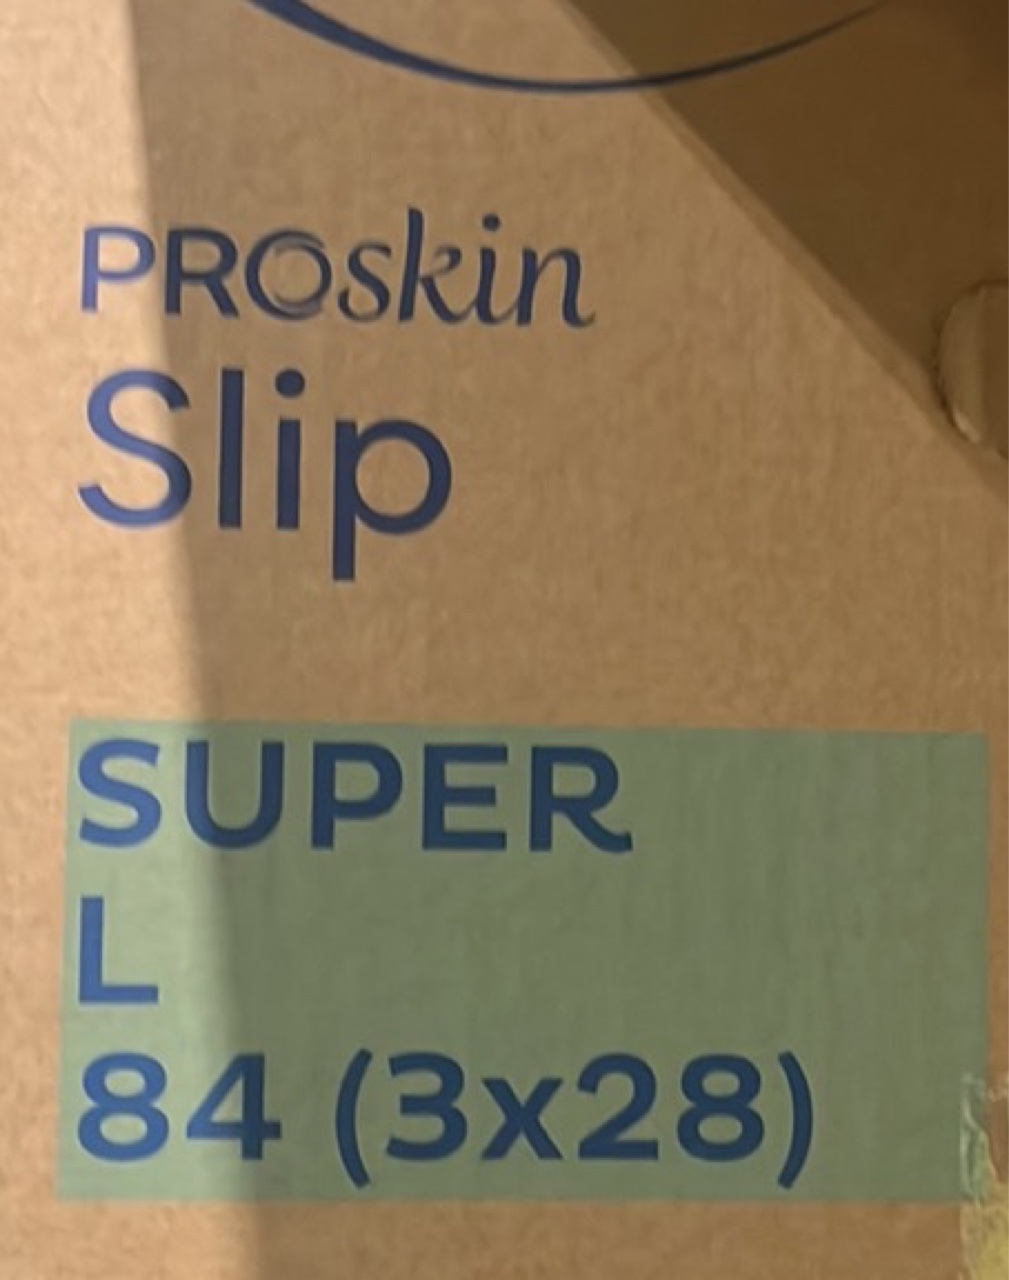 PROskin
Slip
SUPER
L
84 (3x28)